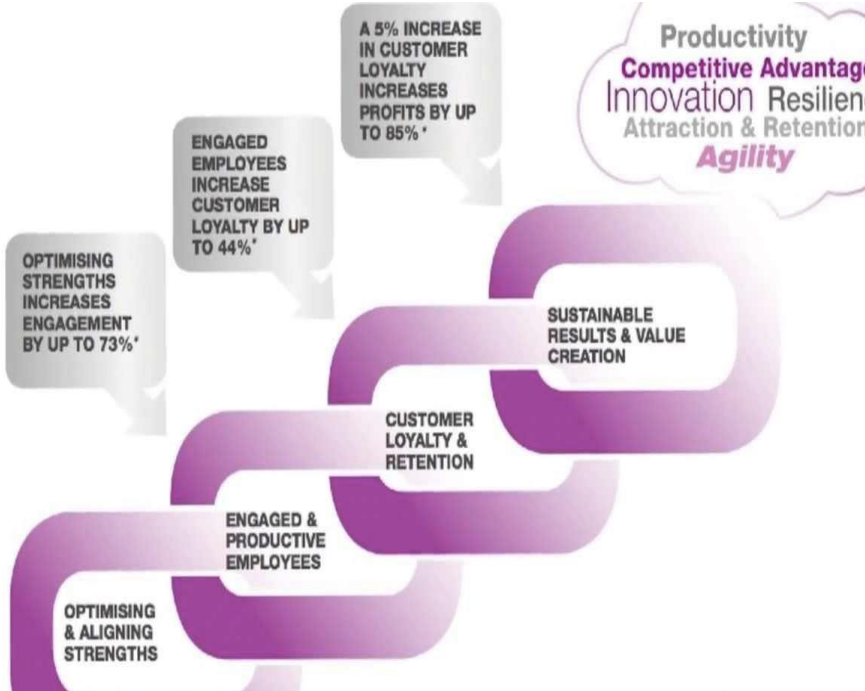 A 5% INCREASE
IN CUSTOMER
LOYALTY
INCREASES
PROFITS BY UP
TO 85% *
Productivity
Competitive Advantage
Innovation Resilien
Attraction & Retention
Agility
ENGAGED
EMPLOYEES
INCREASE
CUSTOMER
LOYALTY BY UP
TO 44%*
OPTIMISING
STRENGTHS
INCREASES
ENGAGEMENT
BY UP TO 73%*
SUSTAINABLE
RESULTS & VALUE
CREATION
CUSTOMER
LOYALTY &
RETENTION
ENGAGED &
PRODUCTIVE
EMPLOYEES
OPTIMISING
& ALIGNING
STRENGTHS